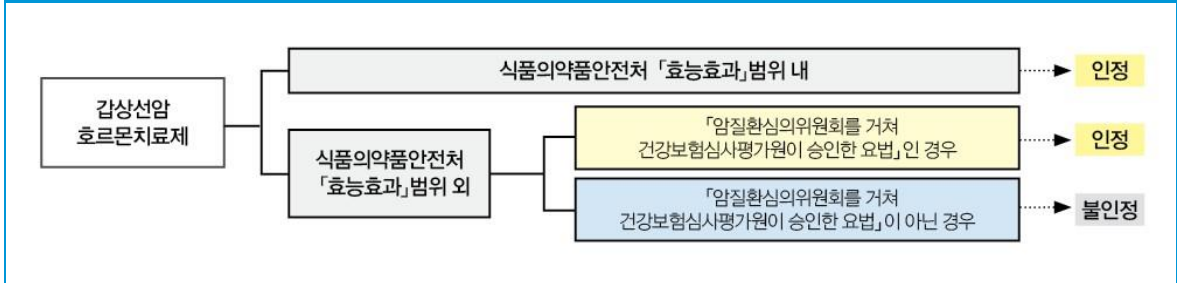 식품의약품안전처 「효능효과」범위 내
인정
갑상선암
호르몬치료제
「암질환심의위원회를 거쳐
건강보험심사평가원이 승인한 요법」인 경우
인정
식품의약품안전처
「효능효과」범위 외
「암질환심의위원회를 거쳐
건강보험심사평가원이 승인한 요법」이 아닌 경우
불인정